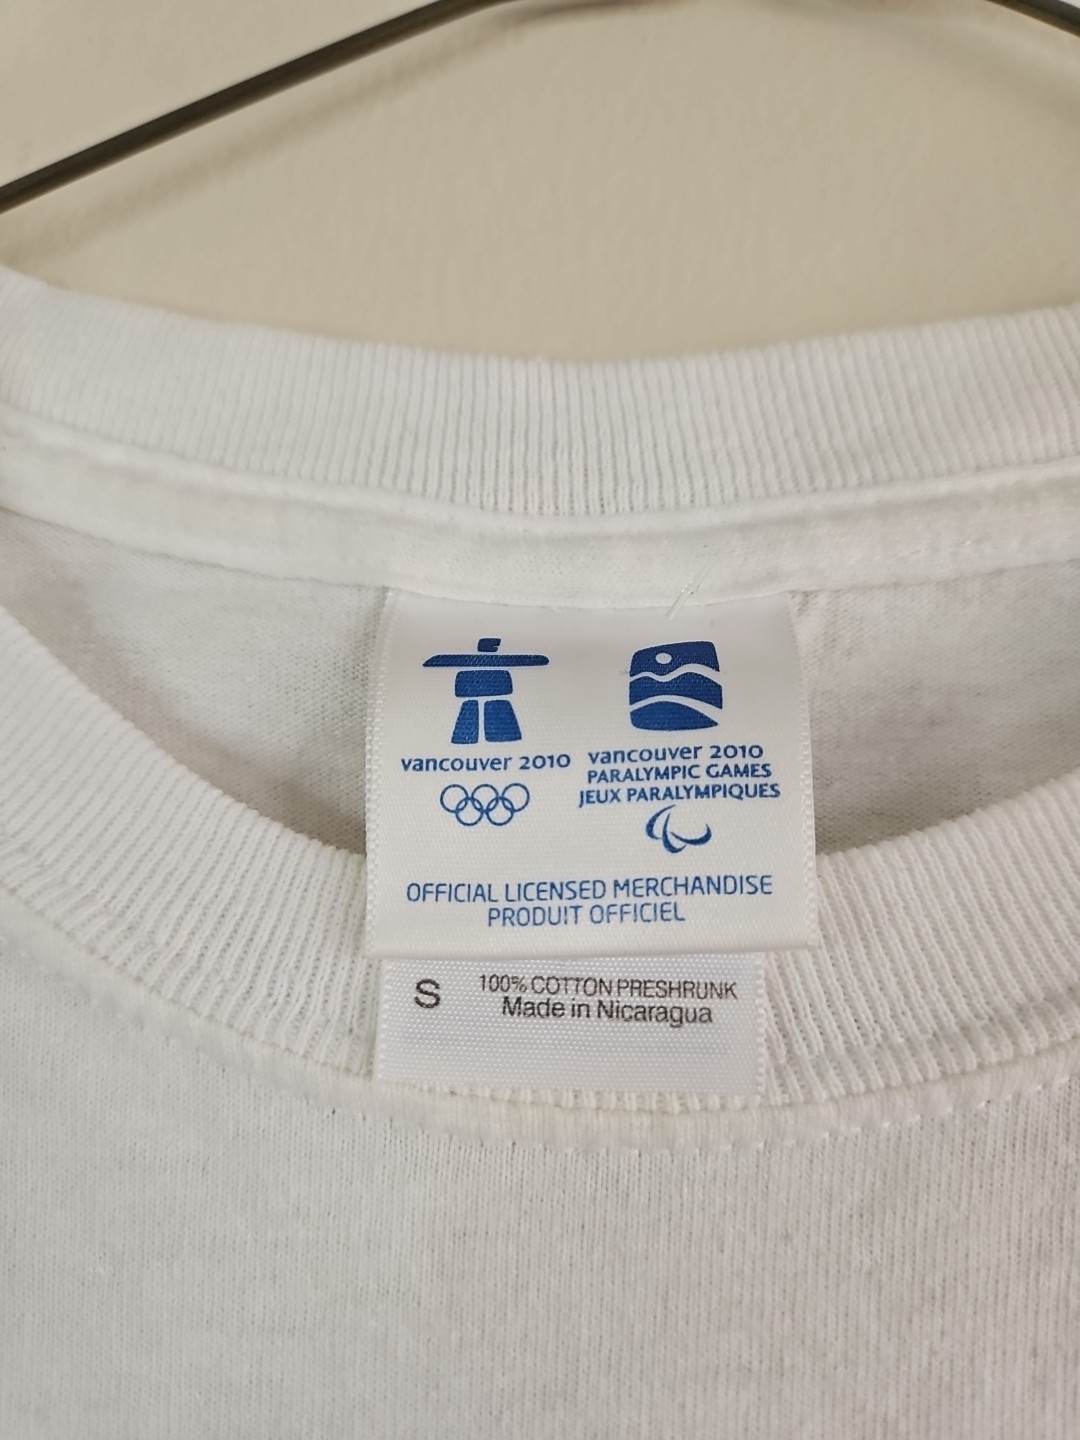 vancouver 2010
vancouver 2010
PARALYMPIC GAMES
JEUX PARALYMPIQUES
OFFICIAL LICENSED MERCHANDISE
PRODUIT OFFICIEL
S
100% COTTON PRESHRUNK
Made in Nicaragua